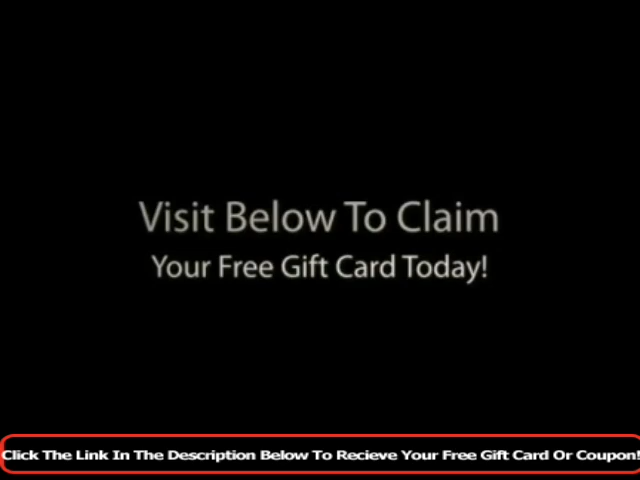 Visit Below To Claim
Your Free Gift Card Today!
Click The Link In The Description Below To Recieve Your Free Gift Card Or Coupon!